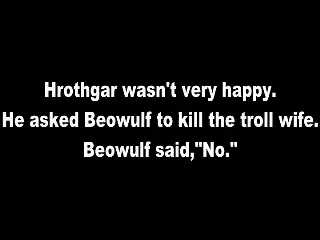 Hrothgar wasn't very happy.
He asked Beowulf to kill the troll wife.
Beowulf said,"No."